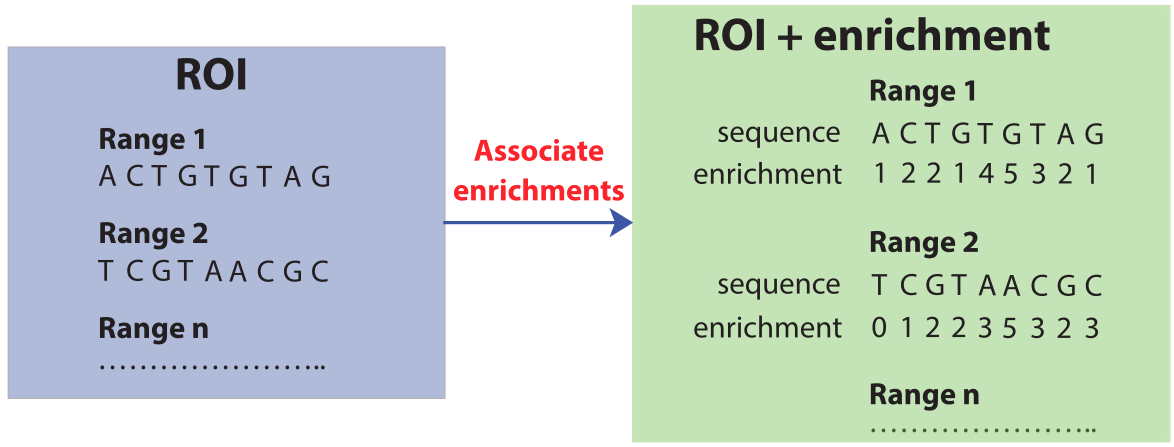 ROI
Range 1
A C T G T G T A G
Range 2
T C G T A A C G C
Range n
......................
Associate
enrichments
ROI + enrichment
Range 1
sequence A C T G T G T A G
enrichment 1 2 2 1 4 5 3 2 1
Range 2
sequence T C G T A A C G C
enrichment 0 1 2 2 3 5 3 2 3
Range n
......................